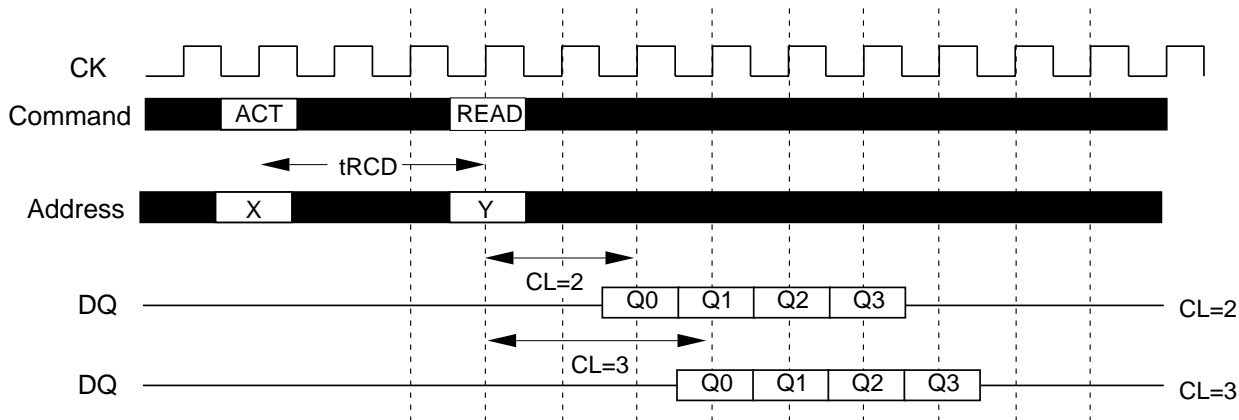 CK
Command ACT READ
tRCD
Address X Y
CL=2
DQ Q0 Q1 Q2 Q3 CL=2
CL=3
DQ Q0 Q1 Q2 Q3 CL=3